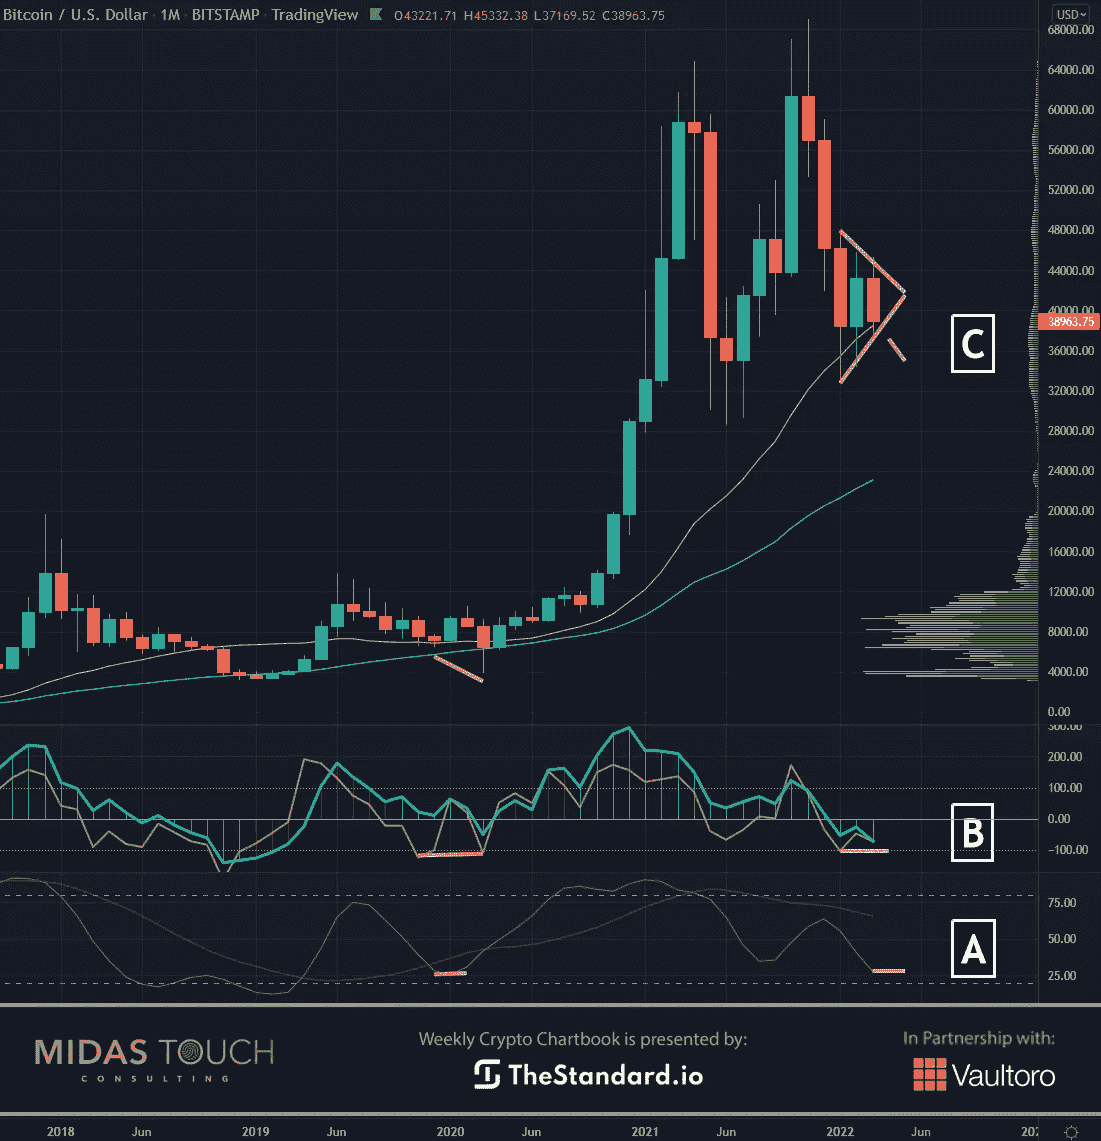 Bitcoin / U.S. Dollar 1M BITSTAMP TradingView O43221.71 H45332.38 L37169.52 C38963.75
USD
68000.00
64000.00
60000.00
56000.00
52000.00
48000.00
44000.00
40000.00
38963.75
36000.00
32000.00
28000.00
24000.00
20000.00
16000.00
12000.00
8000.00
4000.00
0.00
C
300.00
200.00
100.00
0.00
-100.00
B
75.00
50.00
25.00
A
MIDAS TOUCH
CONSULTING
Weekly Crypto Chartbook is presented by:
TheStandard.io
In Partnership with:
Vaultoro
2018 Jun 2019 Jun 2020 Jun 2021 Jun 2022 Jun